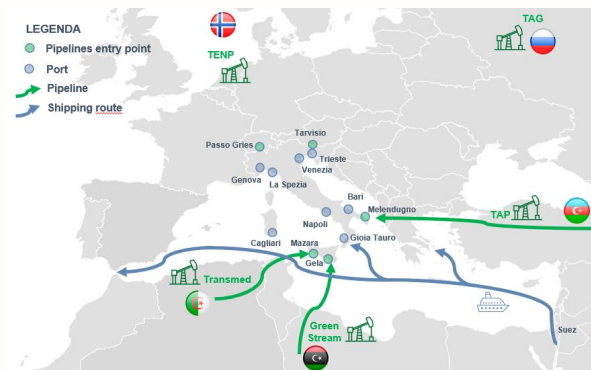 LEGENDA
Pipelines entry point
Port
Pipeline
Shipping route
TENP
TAG
Tarvisio
Passo Gries
Trieste
Venezia
Genova
La Spezia
Bari
Melendugno
TAP
Napoli
Gioia Tauro
Cagliari
Mazara
Gela
Transmed
Green
Stream
Suez